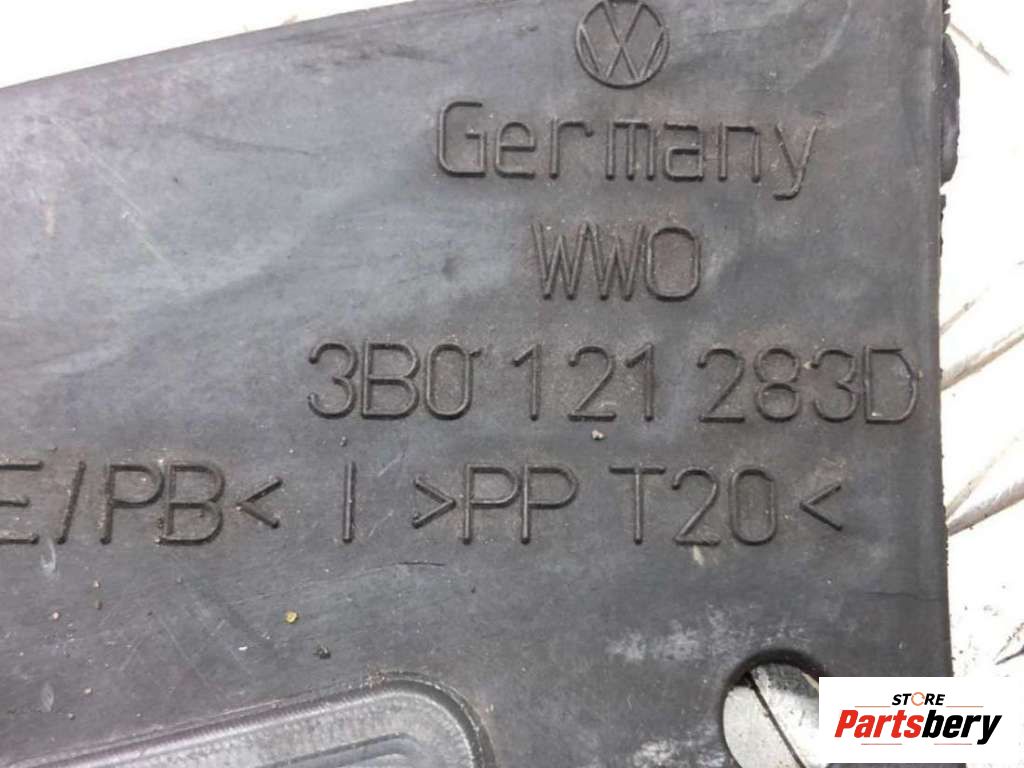 Germany
WWO
3B0 121 283D
E/PB< I >PP T20<
STORE
Partsbery